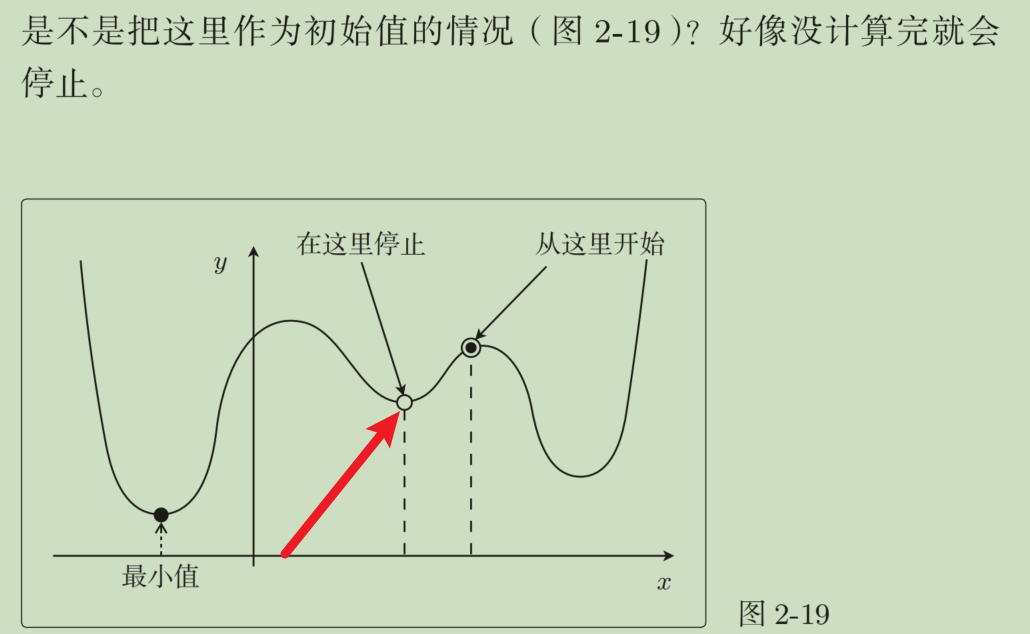 是不是把这里作为初始值的情况（图 2-19）？好像没计算完就会
停止。
在这里停止
从这里开始
y
最小值
x
图 2-19